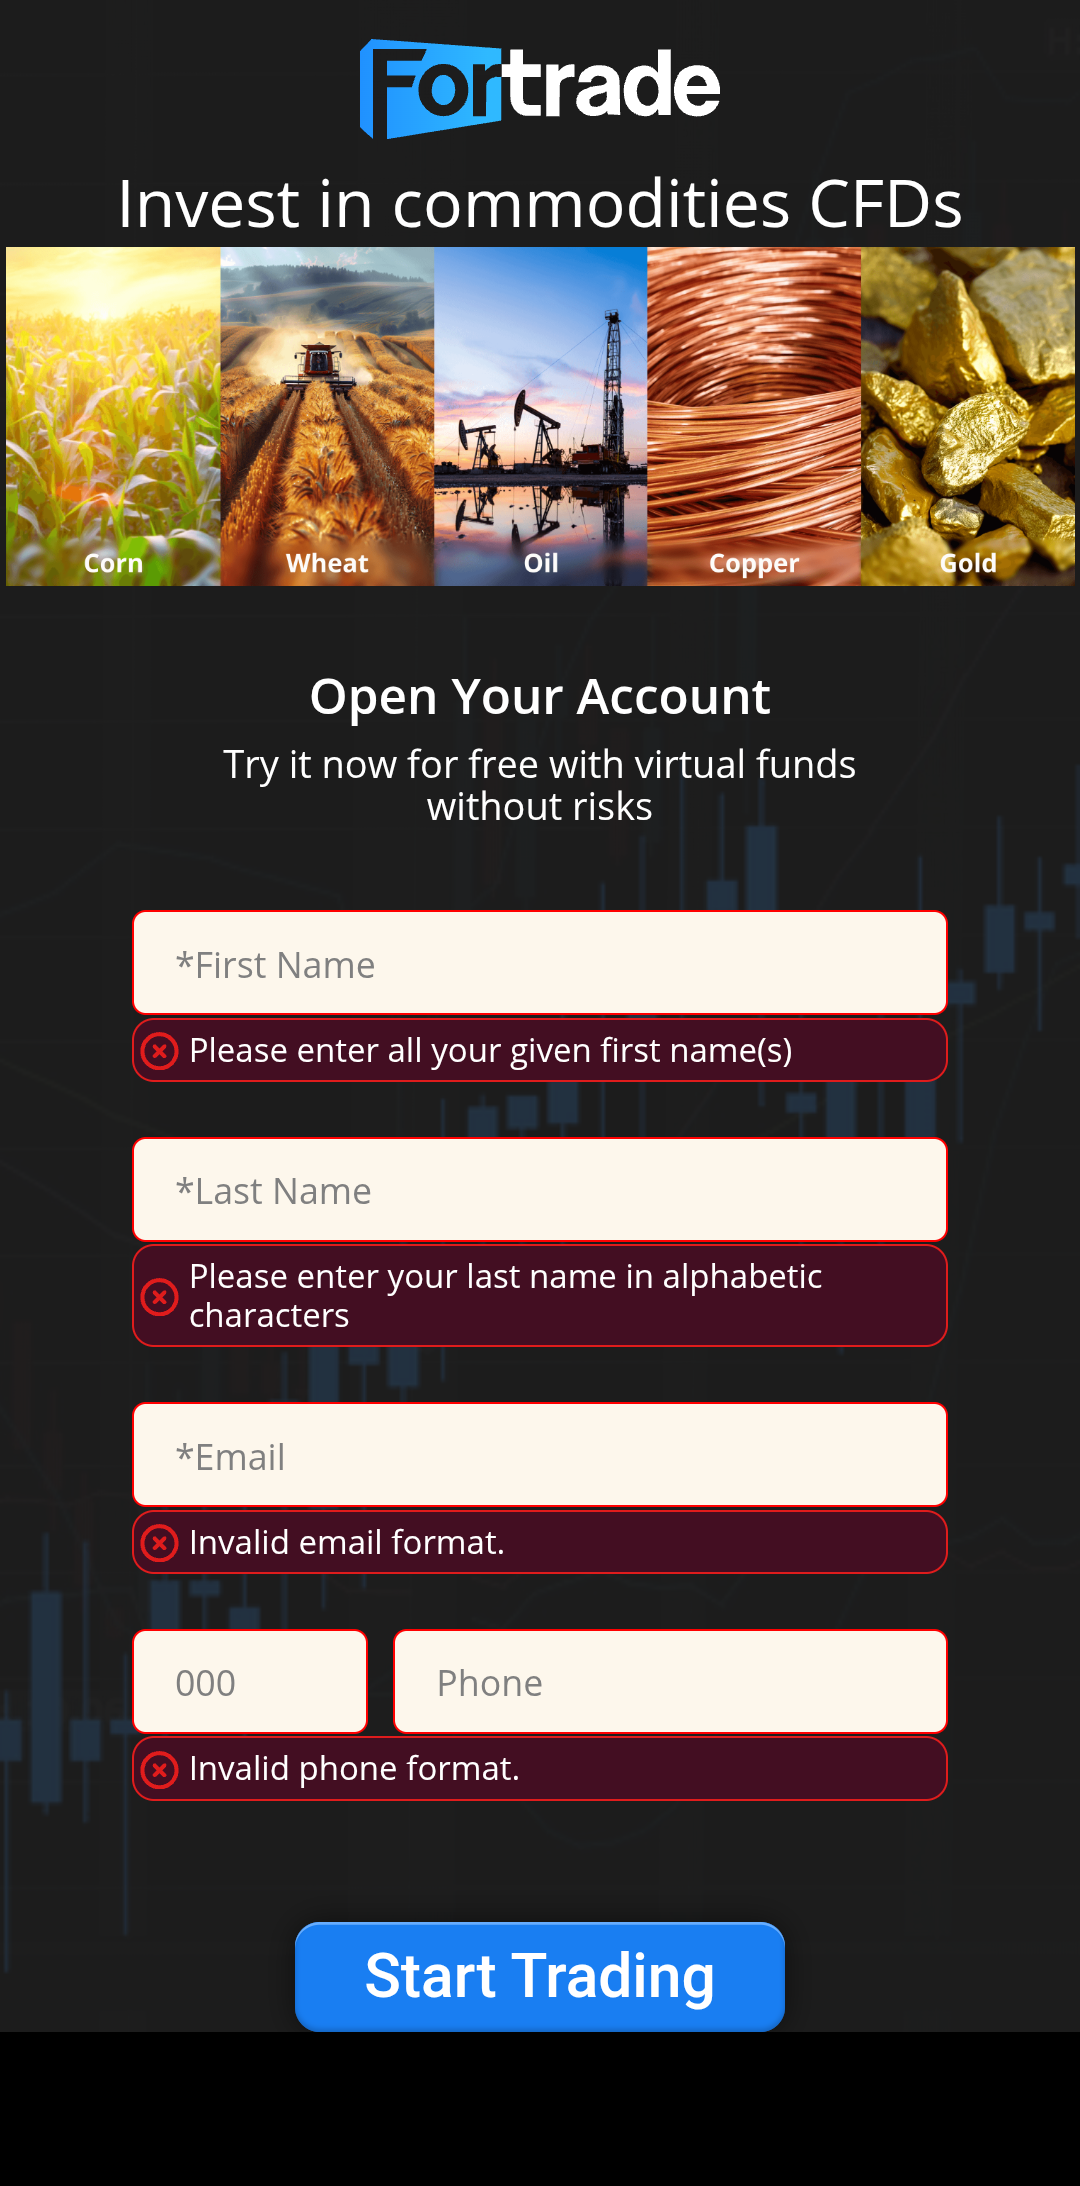 Fortrade
Invest in commodities CFDs
Corn
Wheat
Oil
Copper
Gold
Open Your Account
Try it now for free with virtual funds
without risks
*First Name
Please enter all your given first name(s)
*Last Name
Please enter your last name in alphabetic
characters
*Email
Invalid email format.
000
Phone
Invalid phone format.
Start Trading